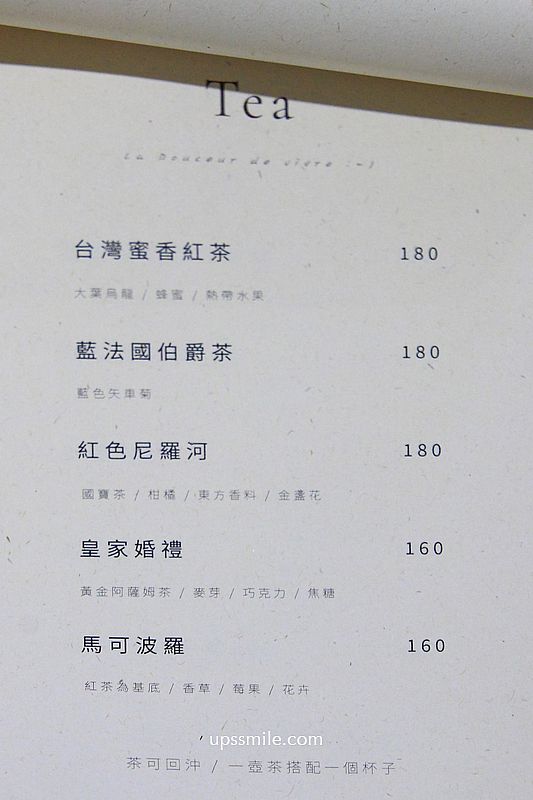 Tea
La Douceur de vivre :-)
台灣蜜香紅茶 180
大葉烏龍 / 蜂蜜 / 熱帶水果
藍法國伯爵茶 180
藍色矢車菊
紅色尼羅河 180
國寶茶 / 柑橘 / 東方香料 / 金盞花
皇家婚禮 160
黃金阿薩姆茶 / 麥芽 / 巧克力 / 焦糖
馬可波羅 160
紅茶為基底 / 香草 / 莓果 / 花卉
upssmile.com
茶可回沖 / 一壺茶搭配一個杯子